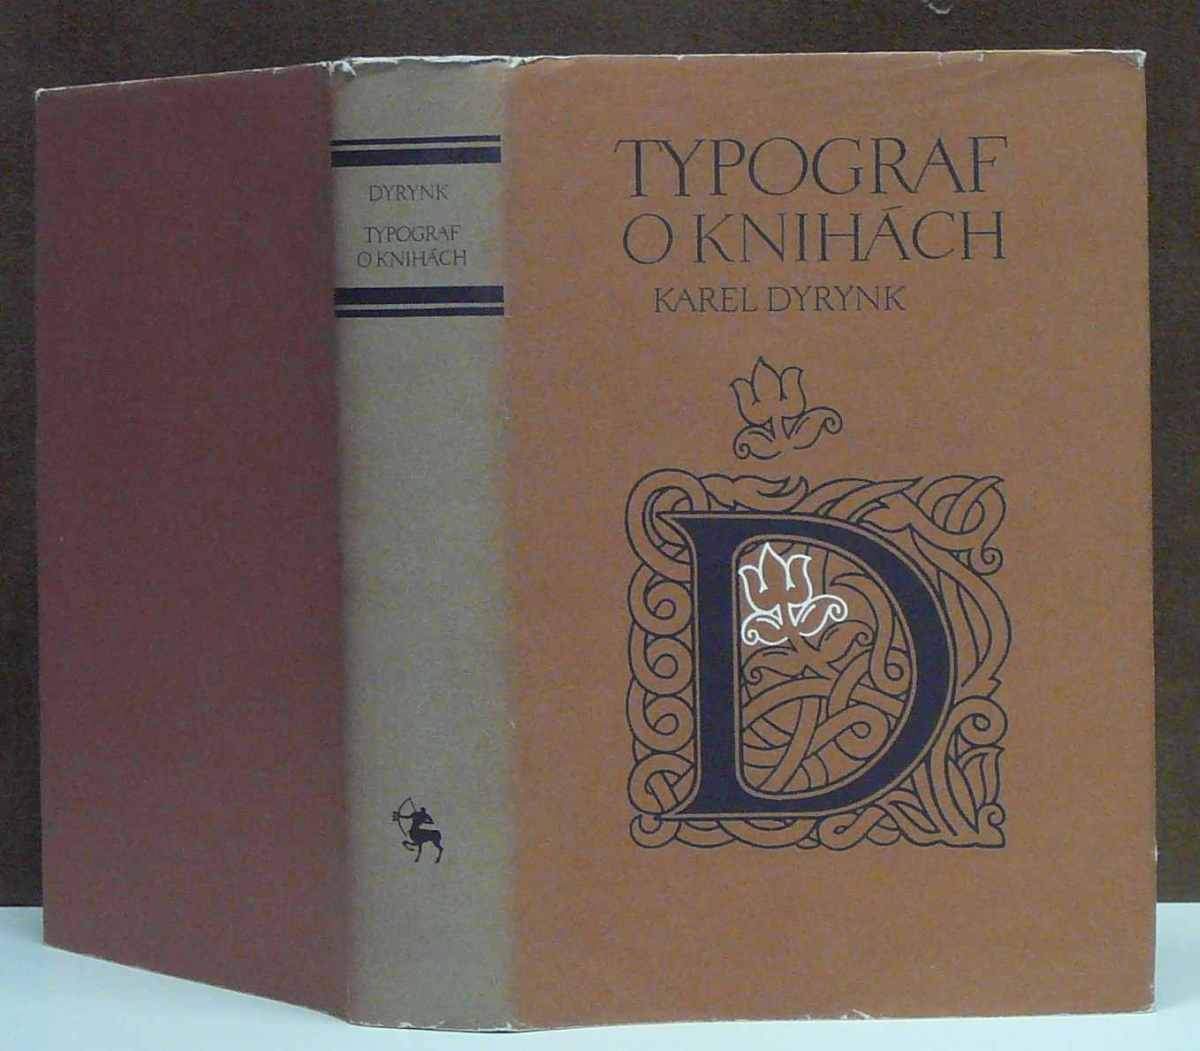 DYRYNK
TYPOGRAF
O KNIHÁCH
TYPOGRAF
O KNIHÁCH
KAREL DYRYNK
D